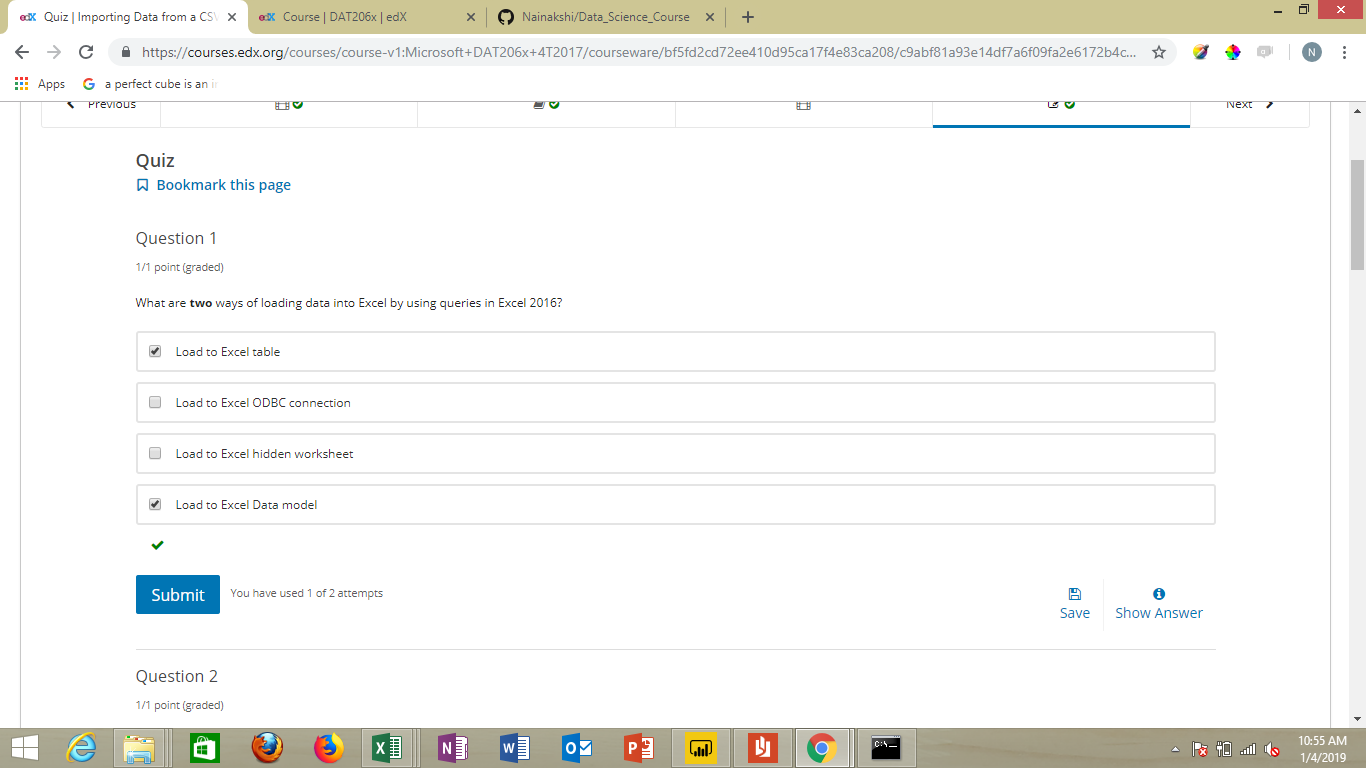 Quiz | Importing Data from a CSV
Course | DAT206x | edX
Nainakshi/Data_Science_Course
https://courses.edx.org/courses/course-v1:Microsoft+DAT206x+4T2017/courseware/bf5fd2cd72ee410d95ca17f4e83ca208/c9abf81a93e14df7a6f09fa2e6172b4c...
N
Apps
a perfect cube is an i
Previous
Next
Quiz
Bookmark this page
Question 1
1/1 point (graded)
What are two ways of loading data into Excel by using queries in Excel 2016?
Load to Excel table
Load to Excel ODBC connection
Load to Excel hidden worksheet
Load to Excel Data model
Submit
You have used 1 of 2 attempts
Save
Show Answer
Question 2
1/1 point (graded)
10:55 AM
1/4/2019